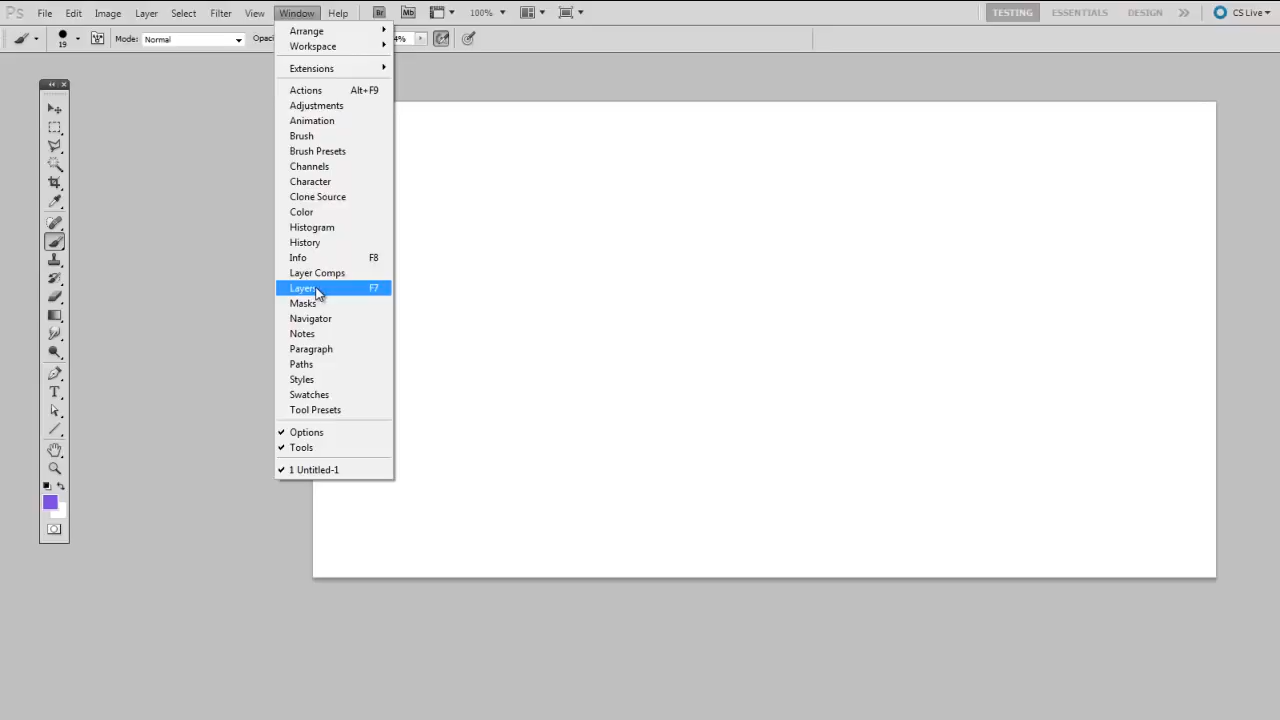 Ps File Edit Image Layer Select Filter View Window Help Br Mb 100% TESTING ESSENTIALS DESIGN CS Live
19 Mode: Normal Opaci 4%
Arrange
Workspace
Extensions
Actions Alt+F9
Adjustments
Animation
Brush
Brush Presets
Channels
Character
Clone Source
Color
Histogram
History
Info F8
Layer Comps
Layers F7
Masks
Navigator
Notes
Paragraph
Paths
Styles
Swatches
Tool Presets
Options
Tools
1 Untitled-1
T